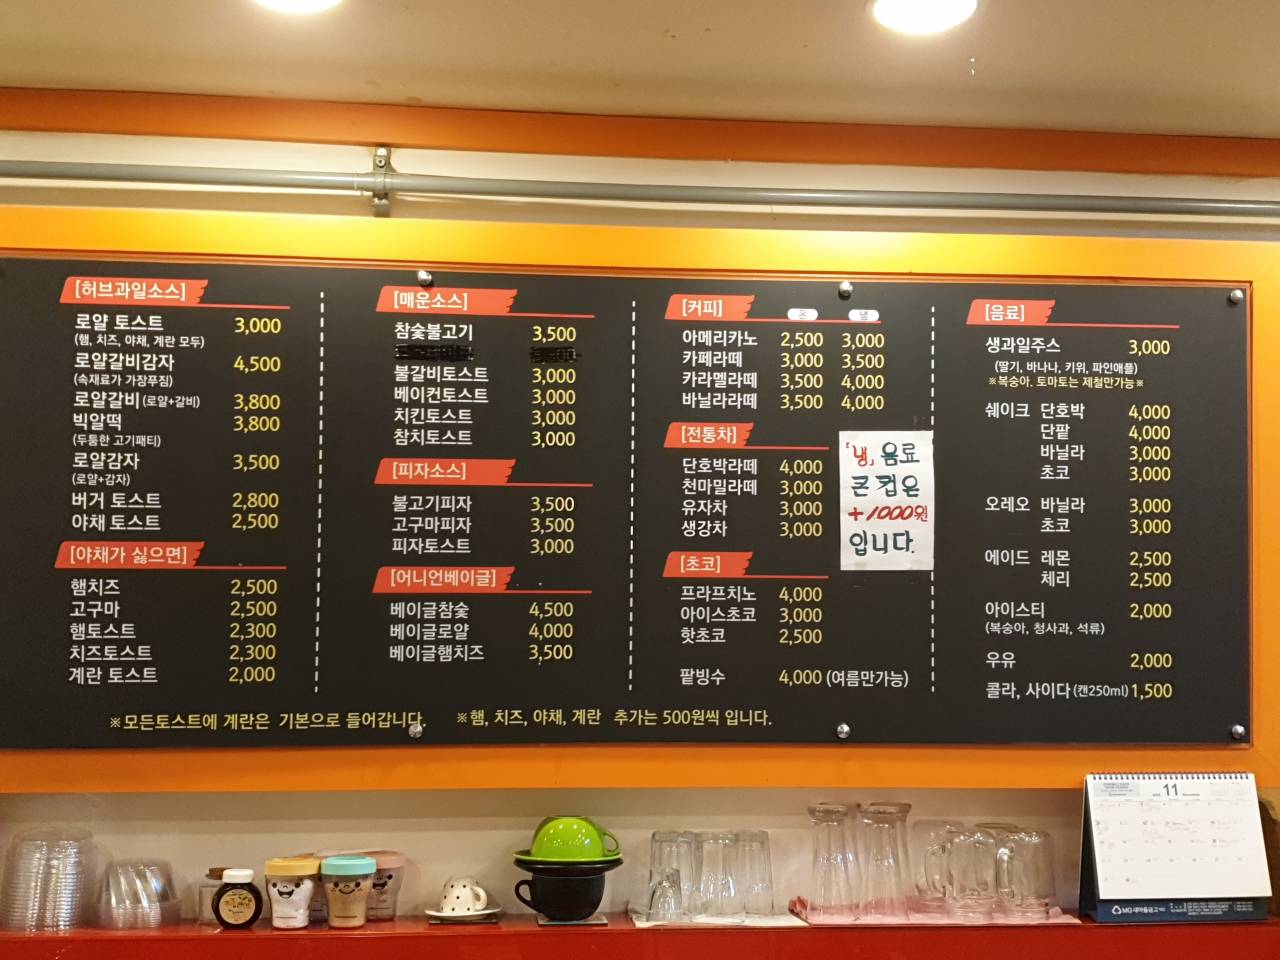 [허브과일소스]
로얄 토스트 3,000
(햄, 치즈, 야채, 계란 모두)
로얄갈비감자 4,500
(속재료가 가장푸짐)
로얄갈비(로얄+갈비) 3,800
빅알떡 3,800
(두툼한 고기패티)
로얄감자 3,500
(로얄+감자)
버거 토스트 2,800
야채 토스트 2,500
[야채가 싫으면]
햄치즈 2,500
고구마 2,500
햄토스트 2,300
치즈토스트 2,300
계란 토스트 2,000
[매운소스]
참숯불고기 3,500
불갈비토스트 3,000
베이컨토스트 3,000
치킨토스트 3,000
참치토스트 3,000
[피자소스]
불고기피자 3,500
고구마피자 3,500
피자토스트 3,000
[어니언베이글]
베이글참숯 4,500
베이글로얄 4,000
베이글햄치즈 3,500
[커피] 온 냉
아메리카노 2,500 3,000
카페라떼 3,000 3,500
카라멜라떼 3,500 4,000
바닐라라떼 3,500 4,000
[전통차]
단호박라떼 4,000
천마밀라떼 3,000
유자차 3,000
생강차 3,000
「냉」 음료
큰 컵은
+1000원
입니다.
[초코]
프라프치노 4,000
아이스초코 3,000
핫초코 2,500
팥빙수 4,000 (여름만가능)
[음료]
생과일주스 3,000
(딸기, 바나나, 키위, 파인애플)
※복숭아, 토마토는 제철만가능※
쉐이크 단호박 4,000
단팥 4,000
바닐라 3,000
초코 3,000
오레오 바닐라 3,000
초코 3,000
에이드 레몬 2,500
체리 2,500
아이스티 2,000
(복숭아, 청사과, 석류)
우유 2,000
콜라, 사이다(캔250ml) 1,500
※모든토스트에 계란은 기본으로 들어갑니다.
※햄, 치즈, 야채, 계란 추가는 500원씩 입니다.
11
MG새마을금고